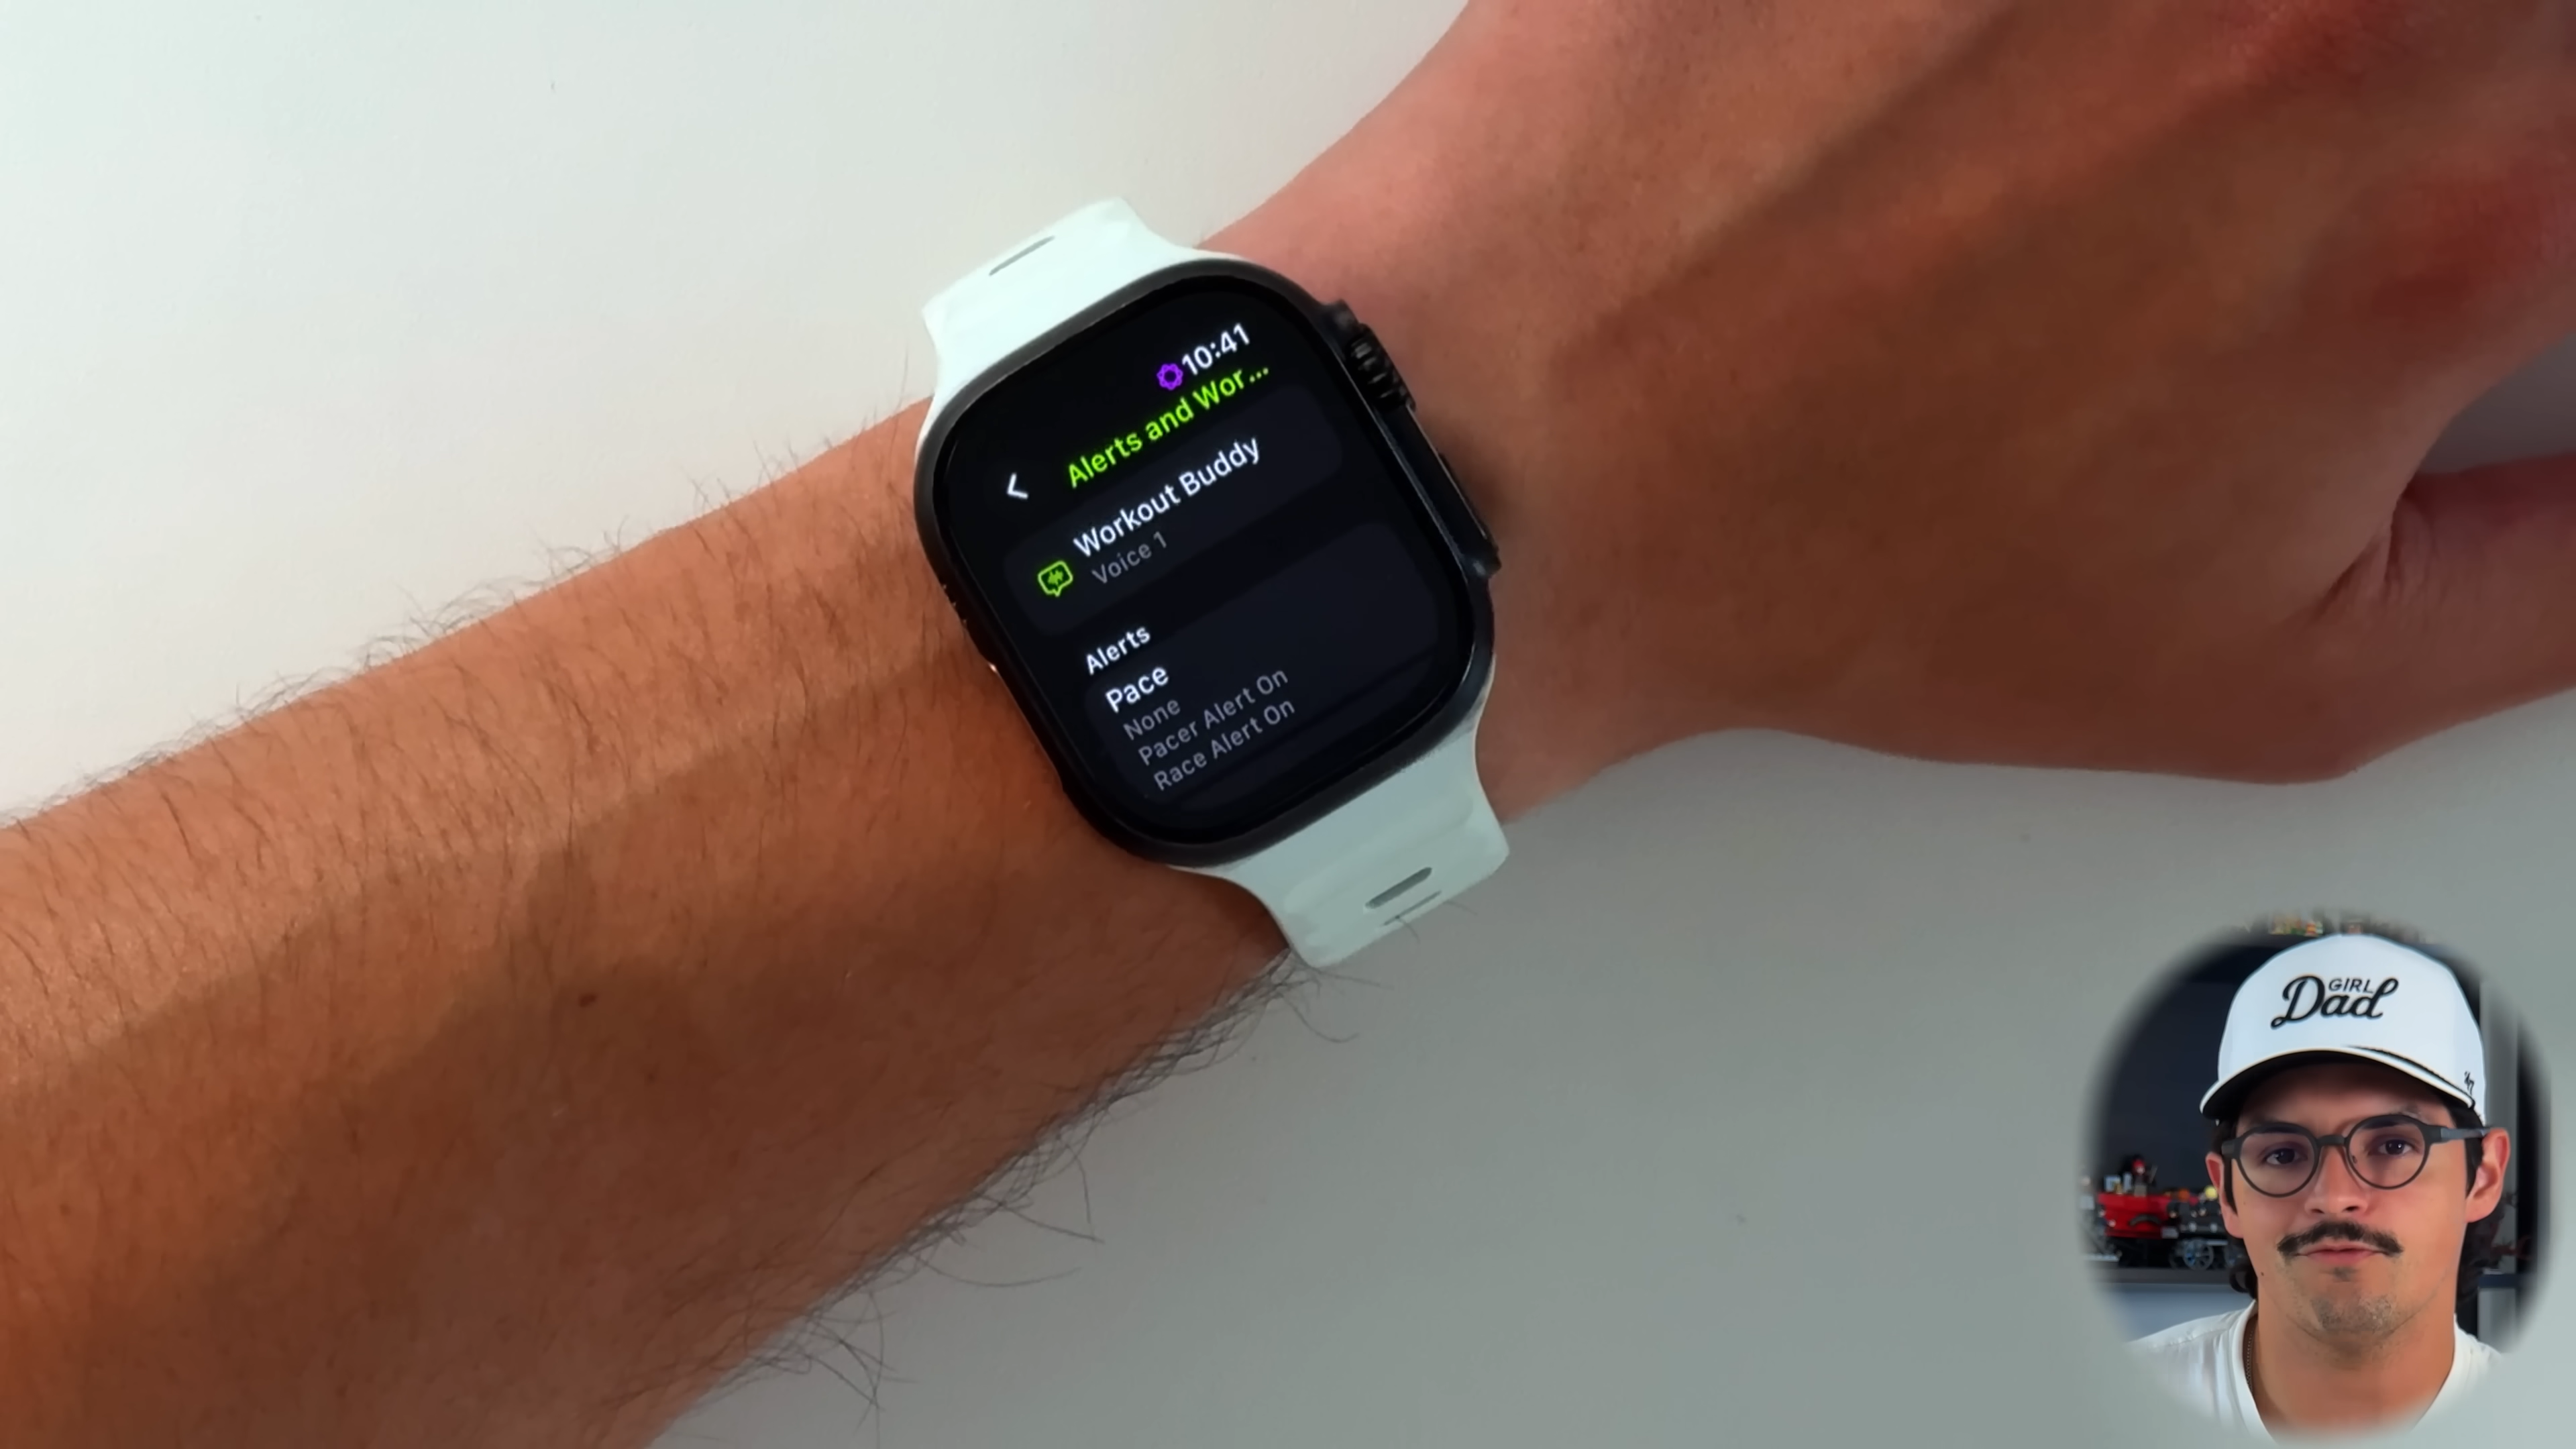 10:41
Alerts and Wor...
Workout Buddy
Voice 1
Alerts
Pace
None
Pacer Alert On
Race Alert On
GIRL
Dad
'47